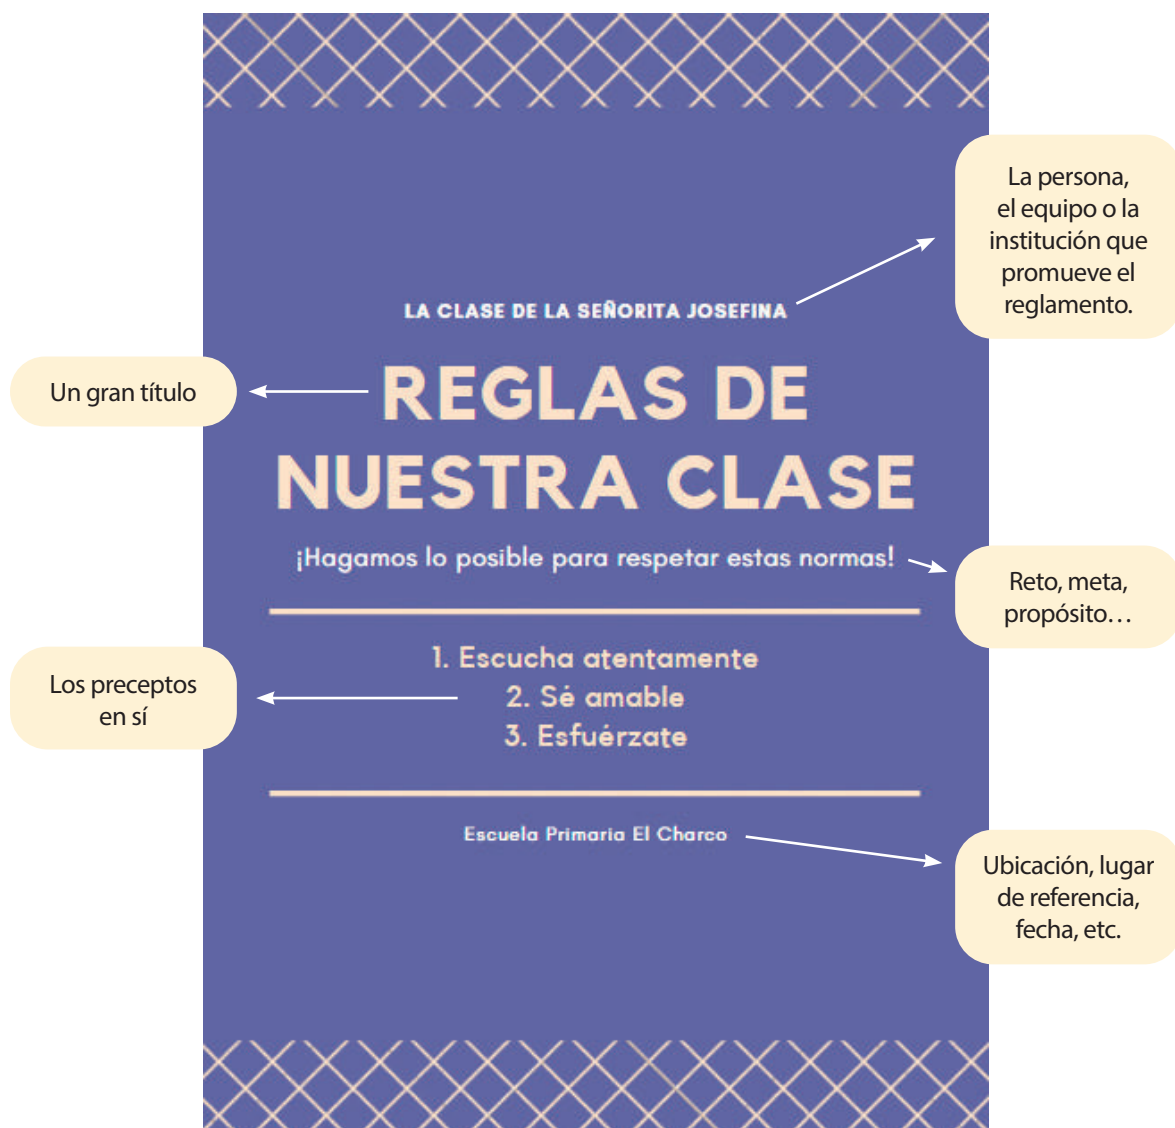 La persona,
el equipo o la
institución que
promueve el
reglamento.
LA CLASE DE LA SEÑORITA JOSEFINA
Un gran título
REGLAS DE
NUESTRA CLASE
¡Hagamos lo posible para respetar estas normas!
Reto, meta,
propósito…
1. Escucha atentamente
2. Sé amable
3. Esfuérzate
Los preceptos
en sí
Escuela Primaria El Charco
Ubicación, lugar
de referencia,
fecha, etc.